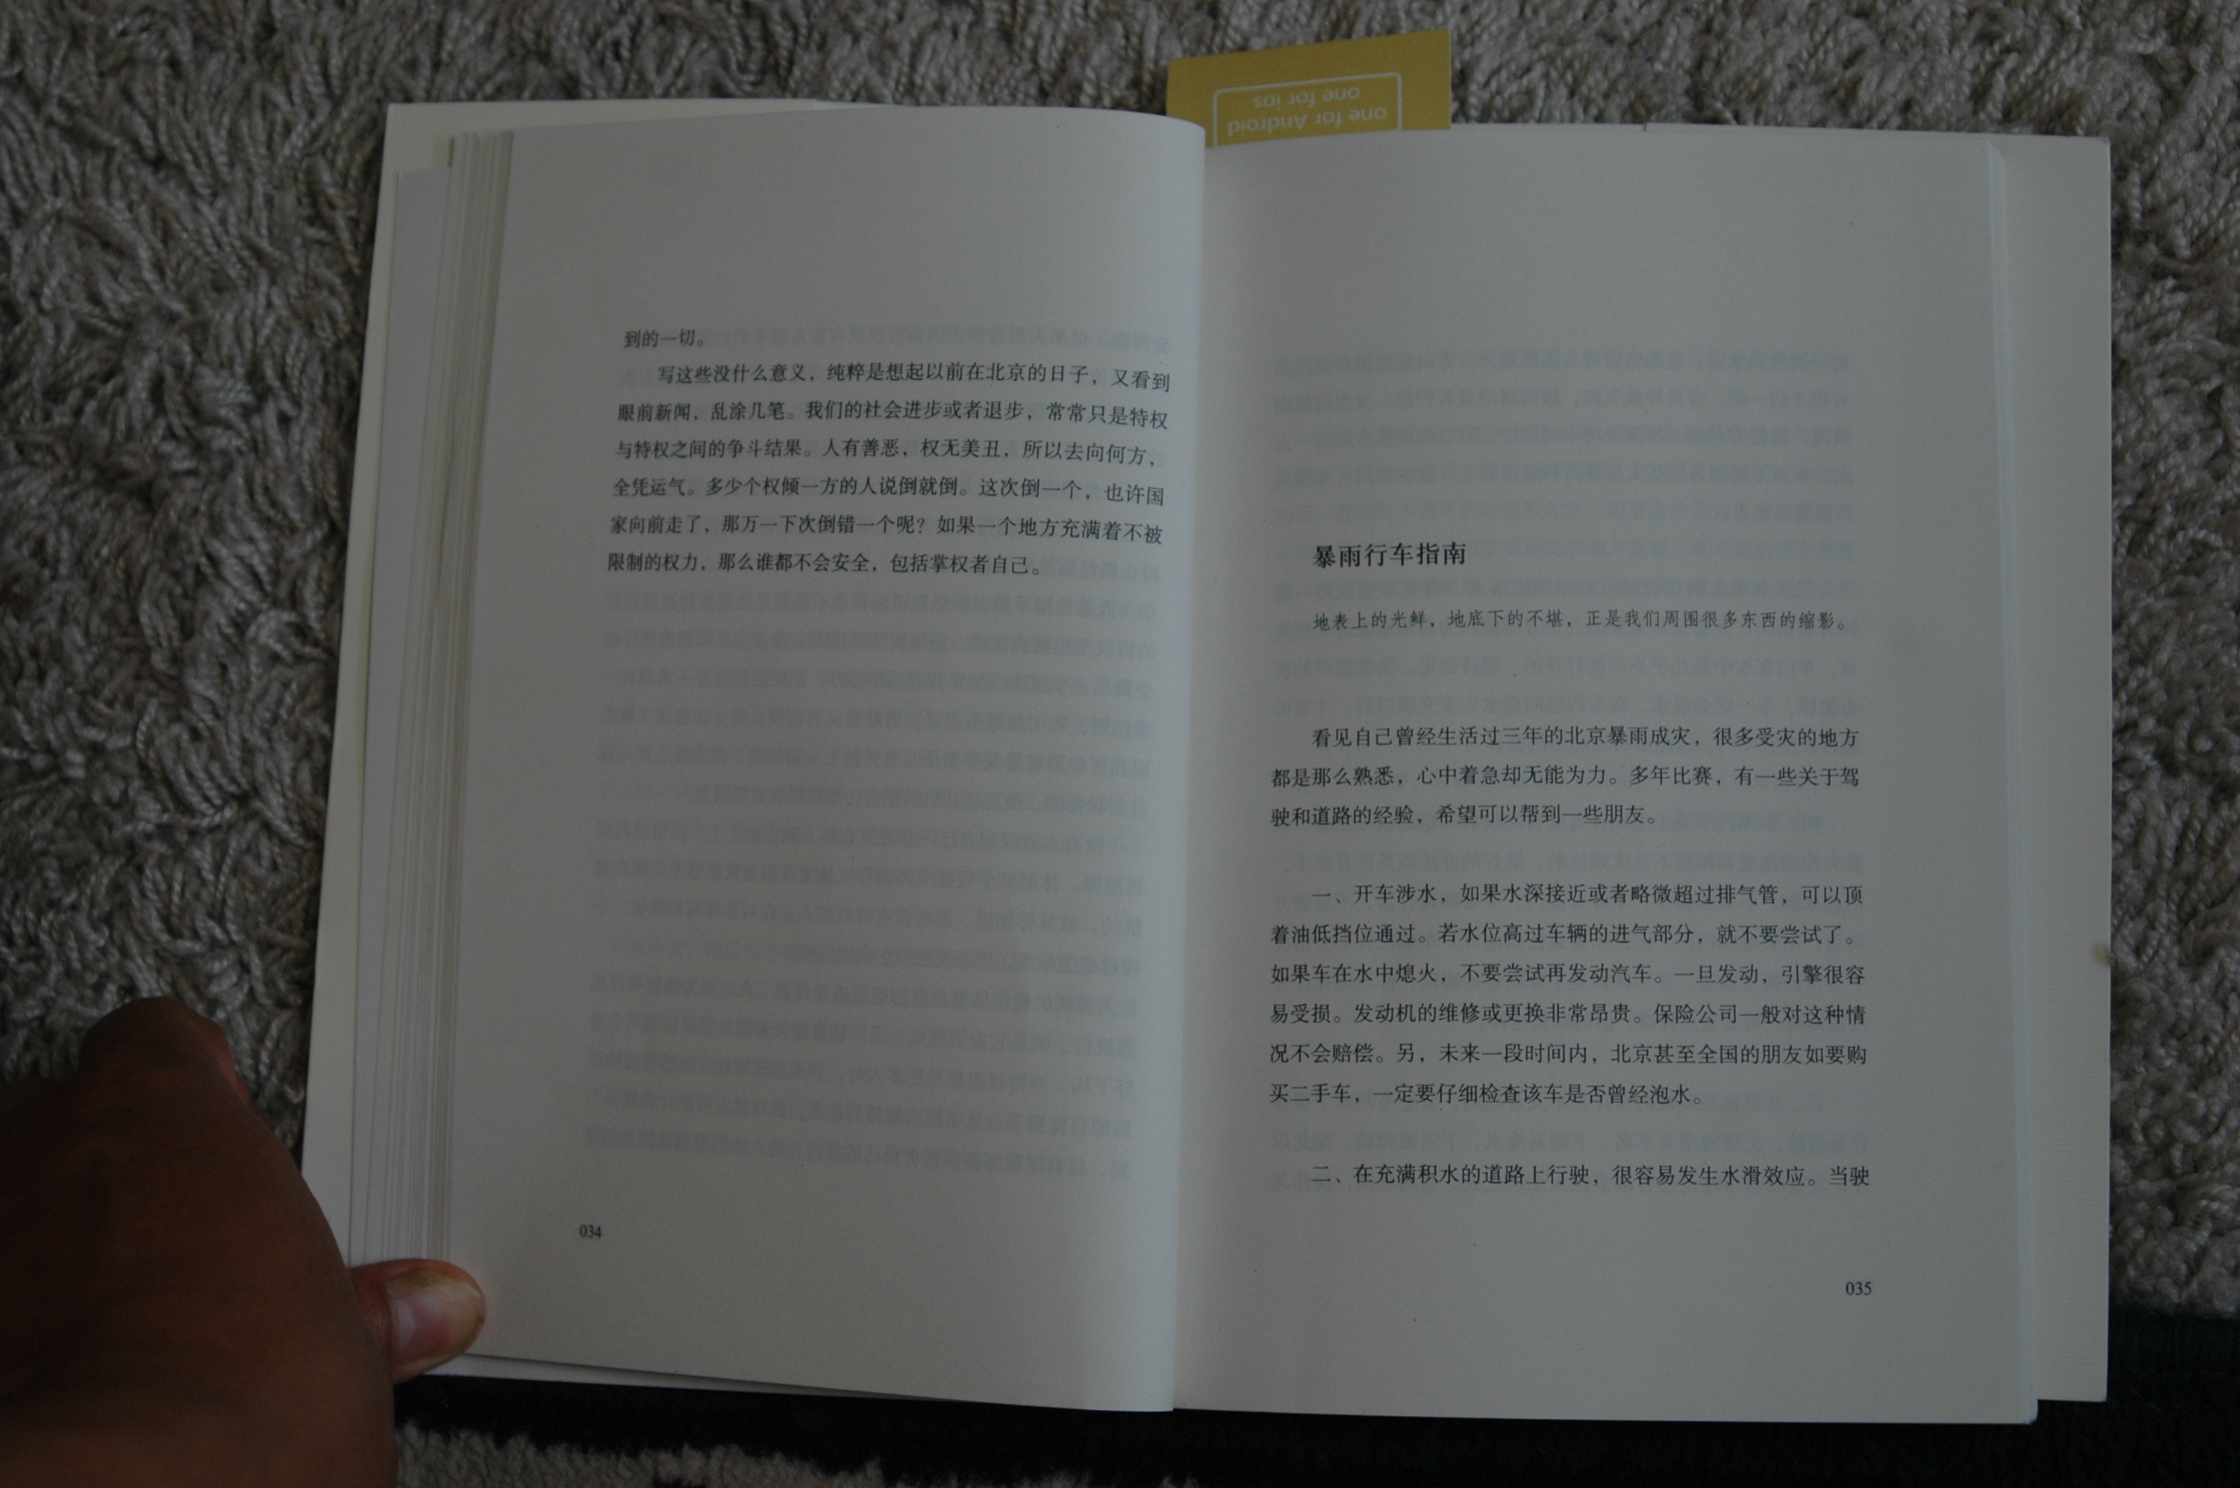 one for Android
one for ios
到的一切。
写这些没什么意义，纯粹是想起以前在北京的日子，又看到
眼前新闻，乱涂几笔。我们的社会进步或者退步，常常只是特权
与特权之间的争斗结果。人有善恶，权无美丑，所以去向何方，
全凭运气。多少个权倾一方的人说倒就倒。这次倒一个，也许国
家向前走了，那万一下次倒错一个呢？如果一个地方充满着不被
限制的权力，那么谁都不会安全，包括掌权者自己。
034
暴雨行车指南
地表上的光鲜，地底下的不堪，正是我们周围很多东西的缩影。
看见自己曾经生活过三年的北京暴雨成灾，很多受灾的地方
都是那么熟悉，心中着急却无能为力。多年比赛，有一些关于驾
驶和道路的经验，希望可以帮到一些朋友。
一、开车涉水，如果水深接近或者略微超过排气管，可以顶
着油低挡位通过。若水位高过车辆的进气部分，就不要尝试了。
如果车在水中熄火，不要尝试再发动汽车。一旦发动，引擎很容
易受损。发动机的维修或更换非常昂贵。保险公司一般对这种情
况不会赔偿。另，未来一段时间内，北京甚至全国的朋友如要购
买二手车，一定要仔细检查该车是否曾经泡水。
二、在充满积水的道路上行驶，很容易发生水滑效应。当驶
035